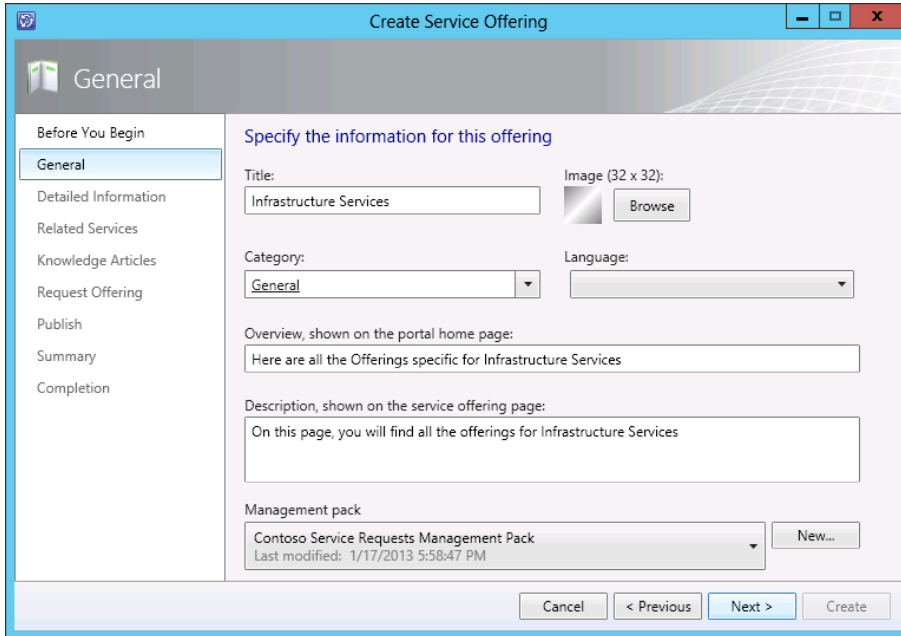 Create Service Offering
General
Before You Begin
General
Detailed Information
Related Services
Knowledge Articles
Request Offering
Publish
Summary
Completion
Specify the information for this offering
Title:
Infrastructure Services
Image (32 x 32):
Browse
Category:
General
Language:
Overview, shown on the portal home page:
Here are all the Offerings specific for Infrastructure Services
Description, shown on the service offering page:
On this page, you will find all the offerings for Infrastructure Services
Management pack
Contoso Service Requests Management Pack
Last modified: 1/17/2013 5:58:47 PM
New...
Cancel
< Previous
Next >
Create